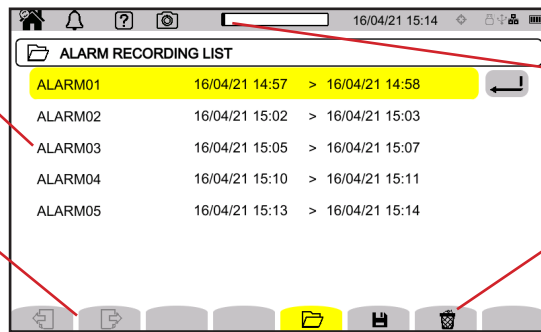 16/04/21 15:14
ALARM RECORDING LIST
ALARM01 16/04/21 14:57 > 16/04/21 14:58
ALARM02 16/04/21 15:02 > 16/04/21 15:03
ALARM03 16/04/21 15:05 > 16/04/21 15:07
ALARM04 16/04/21 15:10 > 16/04/21 15:11
ALARM05 16/04/21 15:13 > 16/04/21 15:14